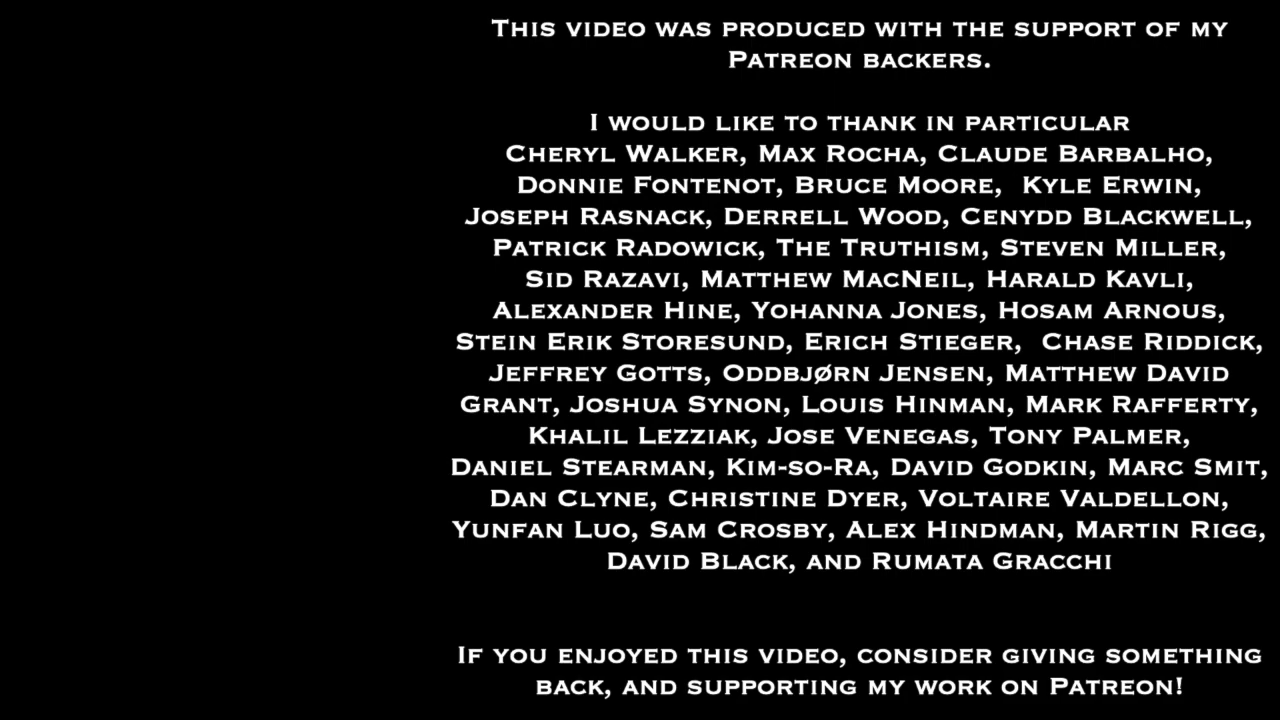 This video was produced with the support of my
Patreon backers.
I would like to thank in particular
Cheryl Walker, Max Rocha, Claude Barbalho,
Donnie Fontenot, Bruce Moore,  Kyle Erwin,
Joseph Rasnack, Derrell Wood, Cenydd Blackwell,
Patrick Radowick, The Truthism, Steven Miller,
Sid Razavi, Matthew MacNeil, Harald Kavli,
Alexander Hine, Yohanna Jones, Hosam Arnous,
Stein Erik Storesund, Erich Stieger,  Chase Riddick,
Jeffrey Gotts, Oddbjørn Jensen, Matthew David
Grant, Joshua Synon, Louis Hinman, Mark Rafferty,
Khalil Lezziak, Jose Venegas, Tony Palmer,
Daniel Stearman, Kim-so-Ra, David Godkin, Marc Smit,
Dan Clyne, Christine Dyer, Voltaire Valdellon,
Yunfan Luo, Sam Crosby, Alex Hindman, Martin Rigg,
David Black, and Rumata Gracchi
If you enjoyed this video, consider giving something
back, and supporting my work on Patreon!